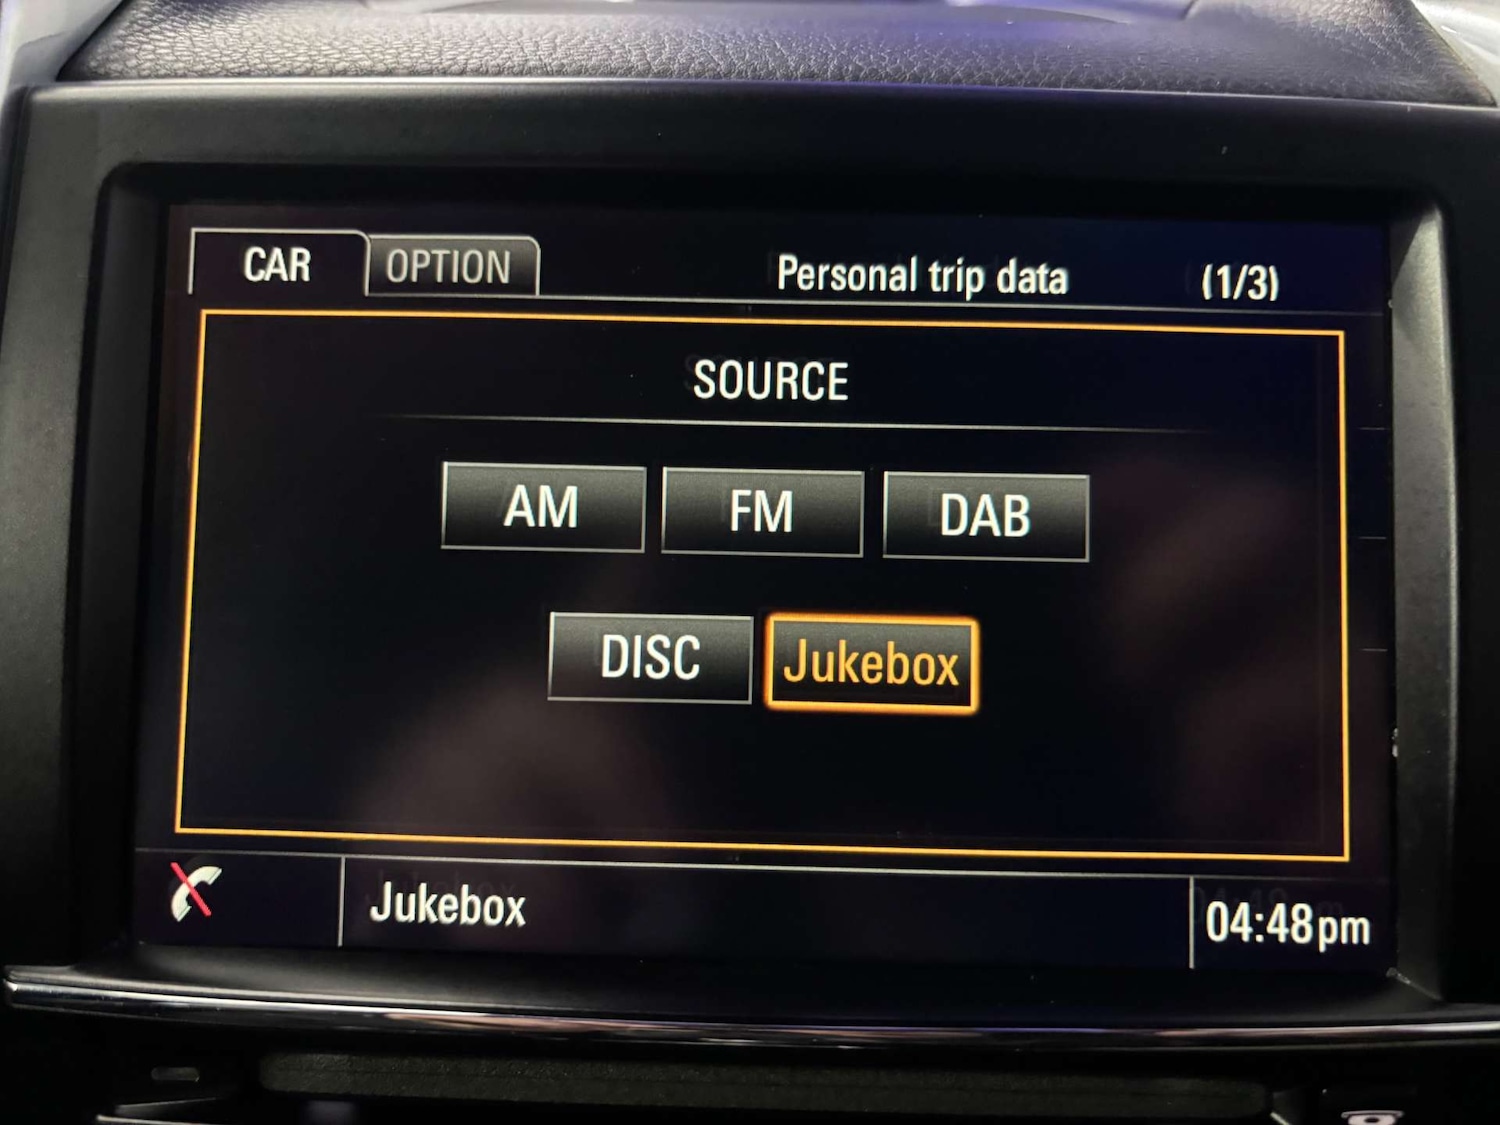 CAR OPTION Personal trip data (1/3)
SOURCE
AM FM DAB
DISC Jukebox
Jukebox 04:48pm